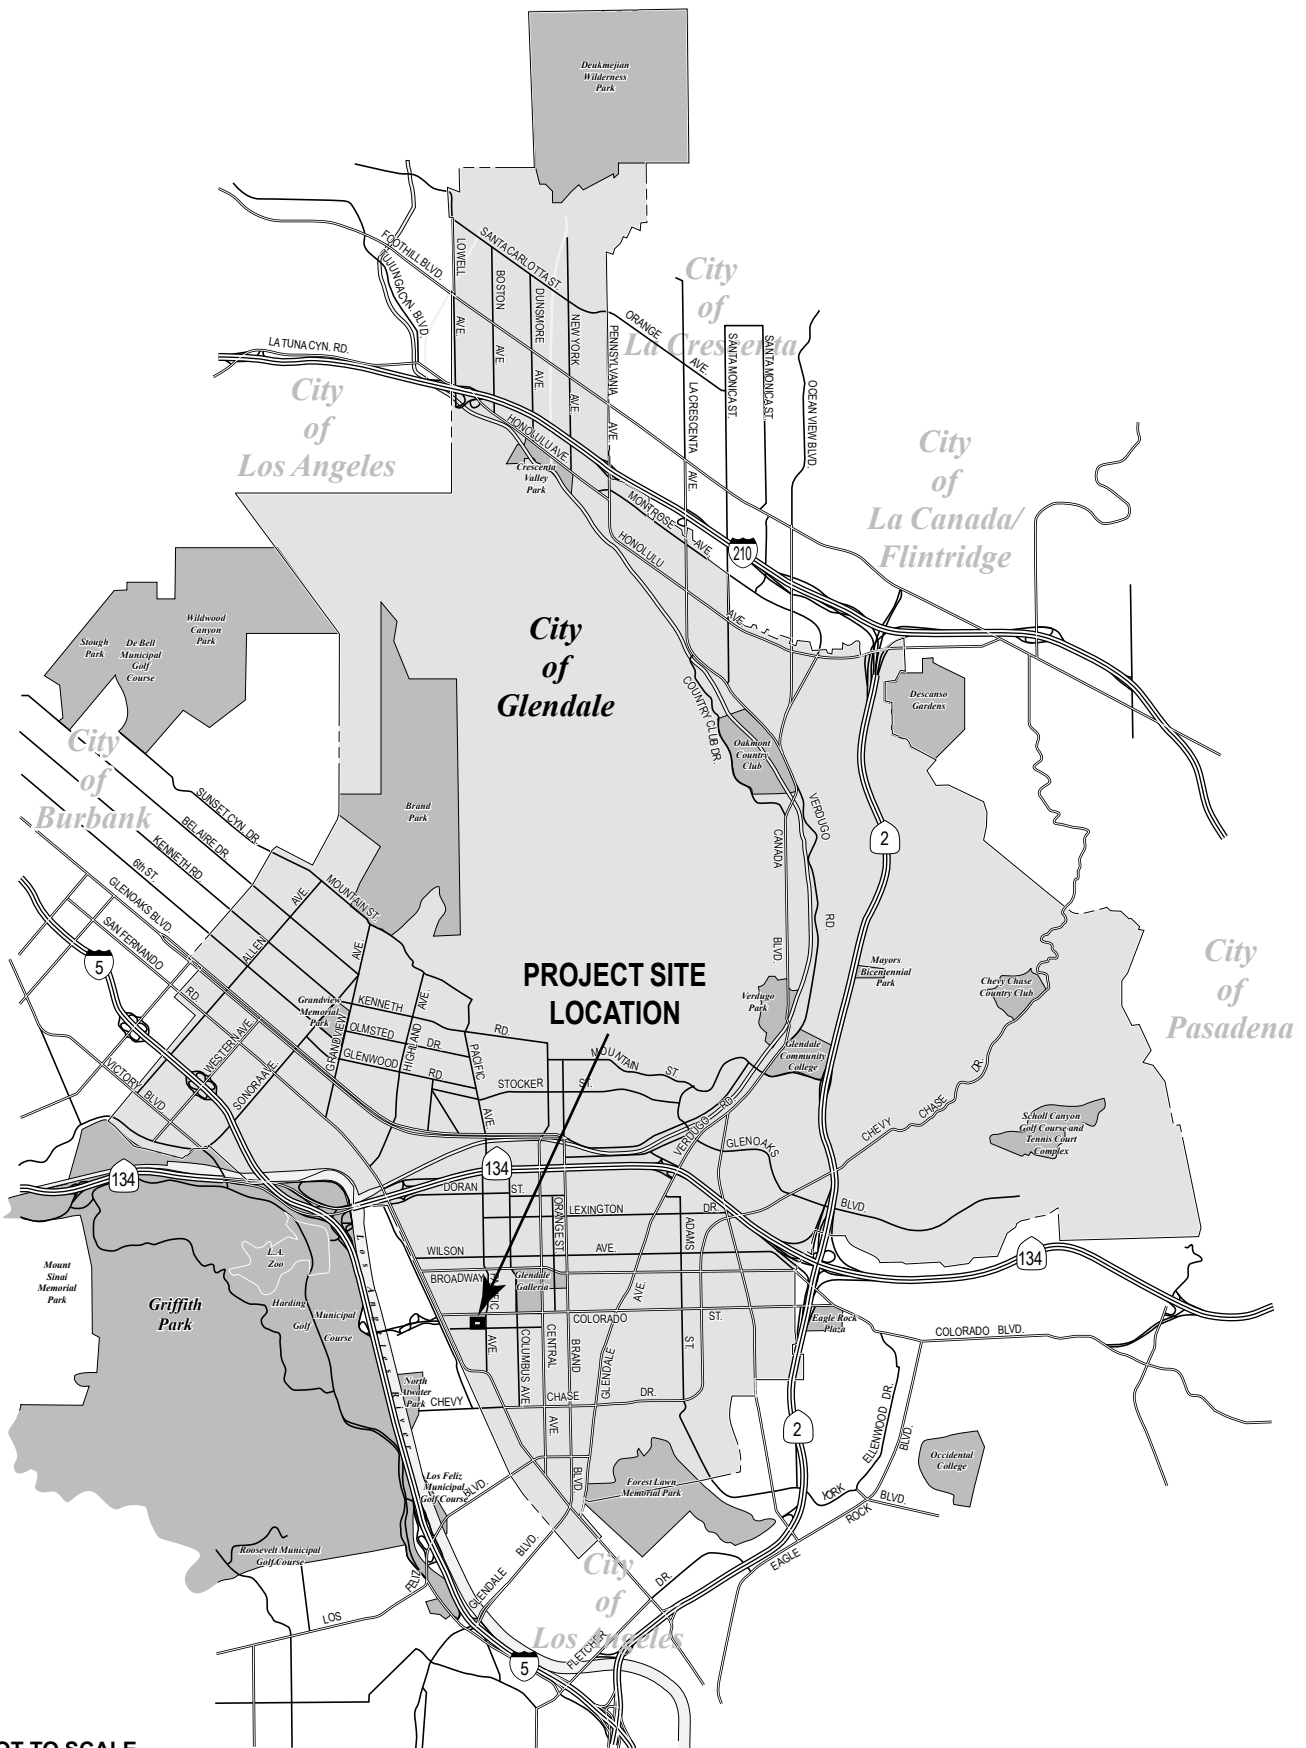 Deukmejian
Wilderness
Park
FOOTHILL BLVD.
TUJUNGA CYN. BLVD.
LOWELL AVE.
SANTA CARLOTTA ST.
BOSTON AVE.
DUNSMORE AVE.
NEW YORK AVE.
PENNSYLVANIA AVE.
ORANGE AVE.
City
of
La Crescenta
LA CRESCENTA AVE.
SANTA MONICA ST.
SANTA MONICA ST.
OCEAN VIEW BLVD.
LA TUNA CYN. RD.
City
of
Los Angeles
HONOLULU AVE.
Crescenta
Valley
Park
MONTROSE AVE.
HONOLULU AVE.
210
City
of
La Canada/
Flintridge
City
of
Glendale
Stough
Park
De Bell
Municipal
Golf
Course
Wildwood
Canyon
Park
City
of
Burbank
Descanso
Gardens
COUNTRY CLUB DR.
Oakmont
Country
Club
Brand
Park
VERDUGO RD.
CANADA BLVD
2
SUNSET CYN. DR.
BELAIRE DR.
KENNETH RD.
6th ST.
GLENOAKS BLVD.
SAN FERNANDO RD.
MOUNTAIN ST.
ALLEN AVE.
WESTERN AVE.
SONORA AVE.
VICTORY BLVD
5
Grandview
Memorial
Park
GRANDVIEW AVE.
HIGHLAND AVE.
KENNETH RD.
OLMSTED DR.
GLENWOOD RD.
PACIFIC AVE.
STOCKER ST.
MOUNTAIN ST.
PROJECT SITE
LOCATION
Verdugo
Park
Mayors
Bicentennial
Park
Glendale
Community
College
Chevy Chase
Country Club
City
of
Pasadena
CHEVY CHASE DR.
Scholl Canyon
Golf Course and
Tennis Court
Complex
VERDUGO RD
GLENOAKS BLVD.
134
134
134
DORAN ST.
ORANGE ST.
LEXINGTON DR.
ADAMS ST.
WILSON AVE.
BROADWAY
PACIFIC AVE.
Glendale
Galleria
COLORADO ST.
COLUMBUS AVE
CENTRAL AVE.
BRAND BLVD
GLENDALE AVE.
CHEVY CHASE DR.
Los Angeles River
Mount
Sinai
Memorial
Park
Griffith
Park
L.A.
Zoo
Harding
Golf
Municipal
Course
North
Atwater
Park
Eagle Rock
Plaza
COLORADO BLVD.
2
ELLENWOOD DR.
BLVD.
Occidental
College
YORK BLVD.
EAGLE ROCK
Forest Lawn
Memorial Park
Los Feliz
Municipal
Golf Course
BLVD.
Roosevelt Municipal
Golf Course
LOS FELIZ
GLENDALE BLVD.
City
of
Los Angeles
FLETCHER DR.
5